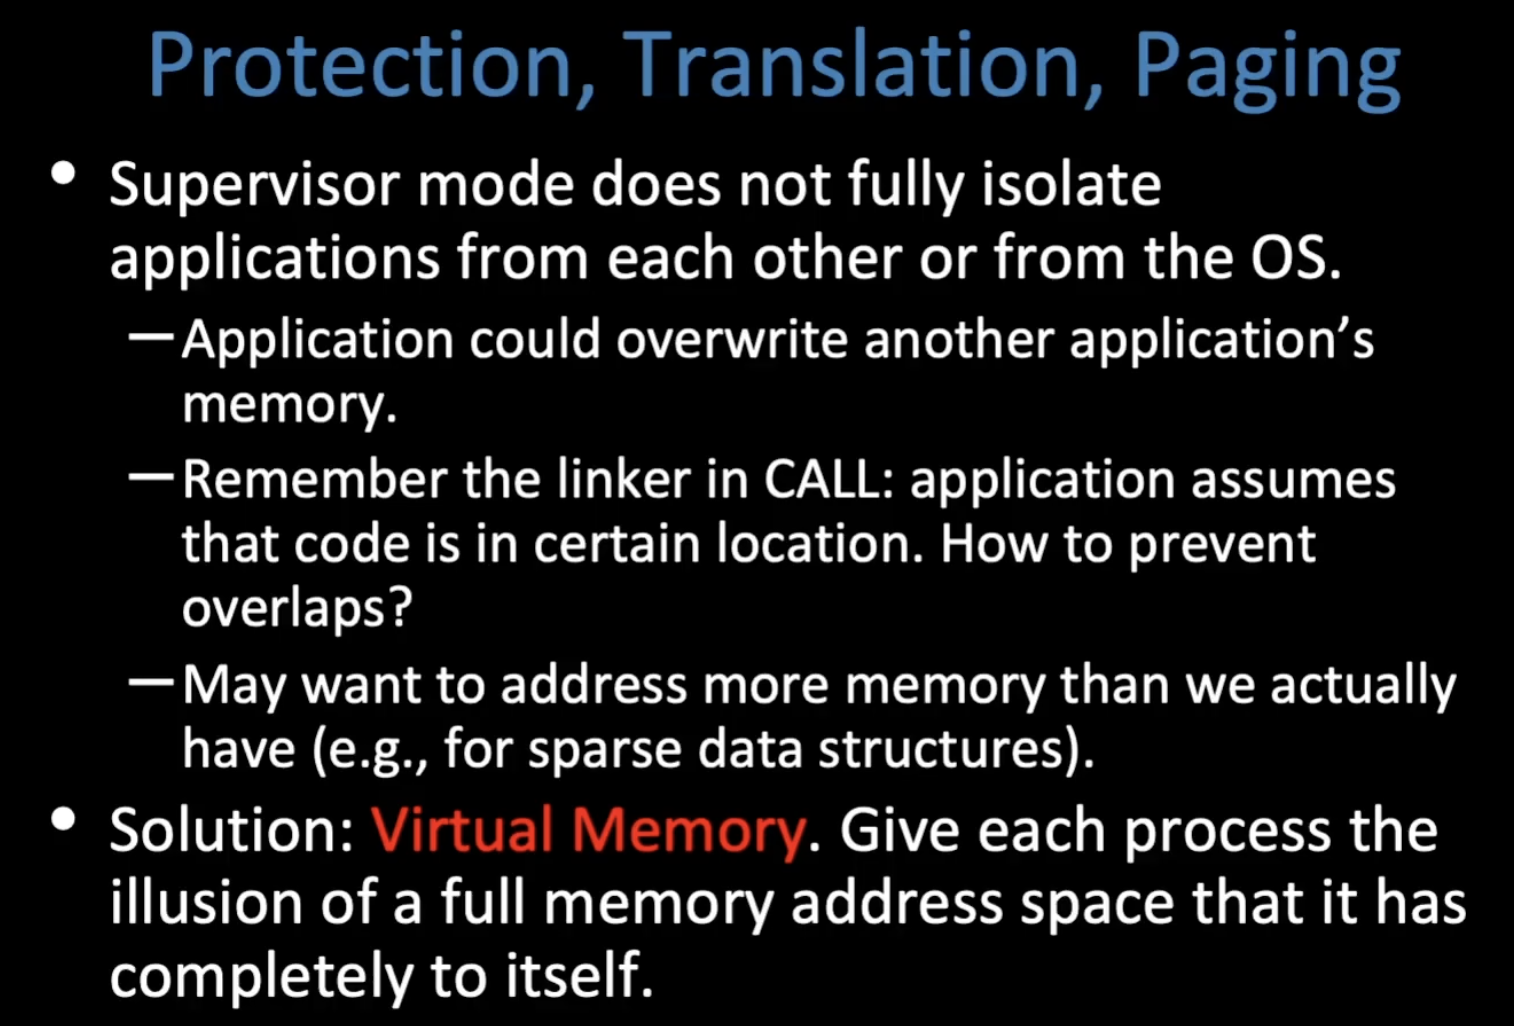 Protection, Translation, Paging
• Supervisor mode does not fully isolate
applications from each other or from the OS.
—Application could overwrite another application’s
memory.
—Remember the linker in CALL: application assumes
that code is in certain location. How to prevent
overlaps?
—May want to address more memory than we actually
have (e.g., for sparse data structures).
• Solution: Virtual Memory. Give each process the
illusion of a full memory address space that it has
completely to itself.